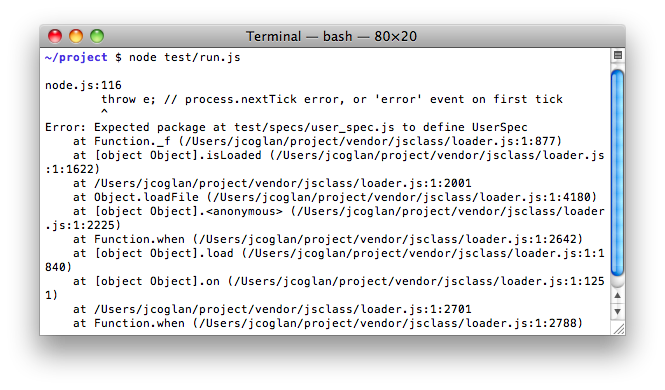 Terminal — bash — 80×20
~/project $ node test/run.js
node.js:116
throw e; // process.nextTick error, or 'error' event on first tick
^
Error: Expected package at test/specs/user_spec.js to define UserSpec
at Function._f (/Users/jcoglan/project/vendor/jsclass/loader.js:1:877)
at [object Object].isLoaded (/Users/jcoglan/project/vendor/jsclass/loader.js
:1:1622)
at /Users/jcoglan/project/vendor/jsclass/loader.js:1:2001
at Object.loadFile (/Users/jcoglan/project/vendor/jsclass/loader.js:1:4180)
at [object Object].<anonymous> (/Users/jcoglan/project/vendor/jsclass/loader
.js:1:2225)
at Function.when (/Users/jcoglan/project/vendor/jsclass/loader.js:1:2642)
at [object Object].load (/Users/jcoglan/project/vendor/jsclass/loader.js:1:1
840)
at [object Object].on (/Users/jcoglan/project/vendor/jsclass/loader.js:1:125
1)
at /Users/jcoglan/project/vendor/jsclass/loader.js:1:2701
at Function.when (/Users/jcoglan/project/vendor/jsclass/loader.js:1:2788)